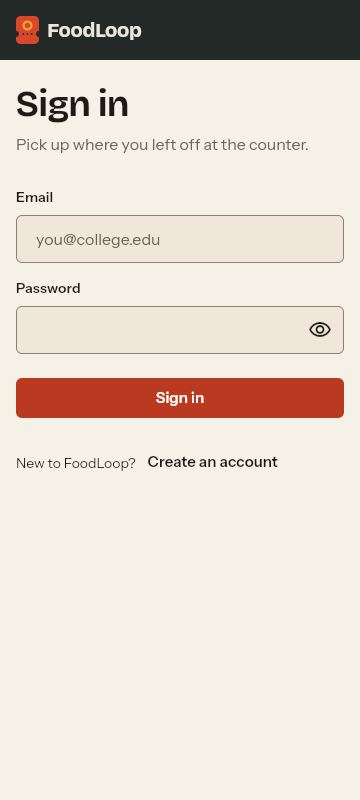 FoodLoop
Sign in
Pick up where you left off at the counter.
Email
you@college.edu
Password
Sign in
New to FoodLoop? Create an account